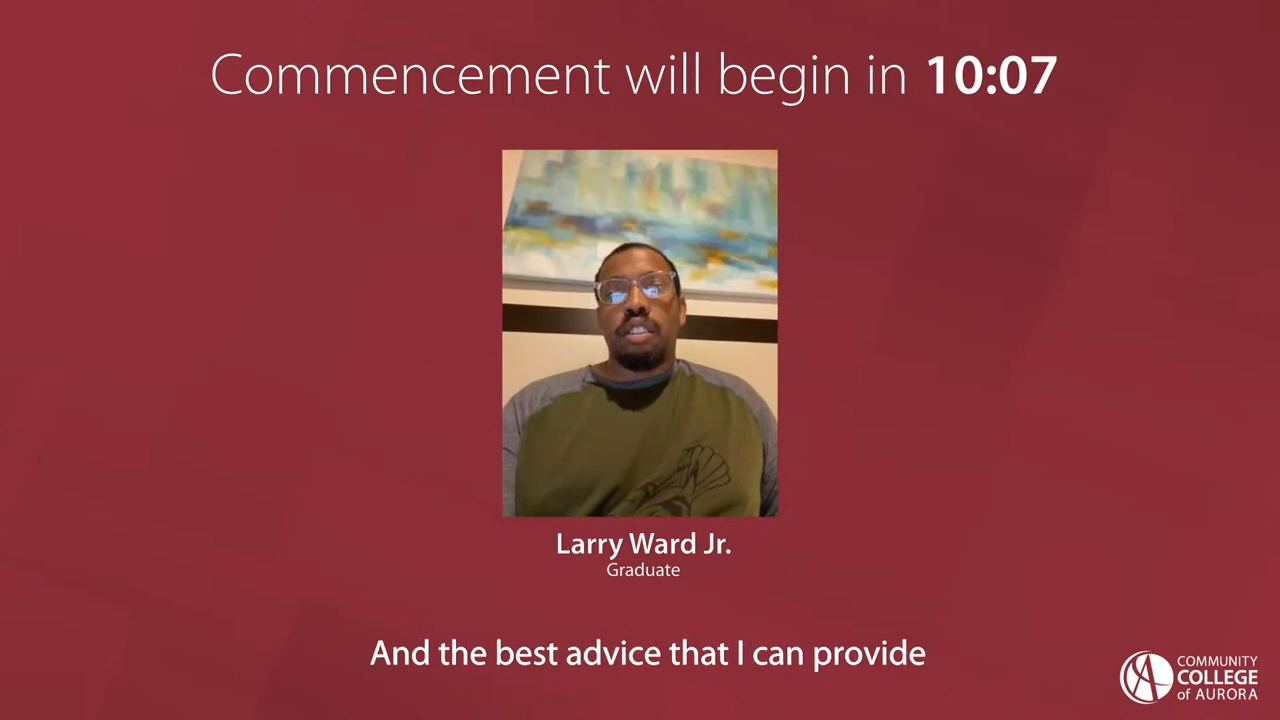 Commencement will begin in 10:07
Larry Ward Jr.
Graduate
And the best advice that I can provide
COMMUNITY
COLLEGE
of AURORA